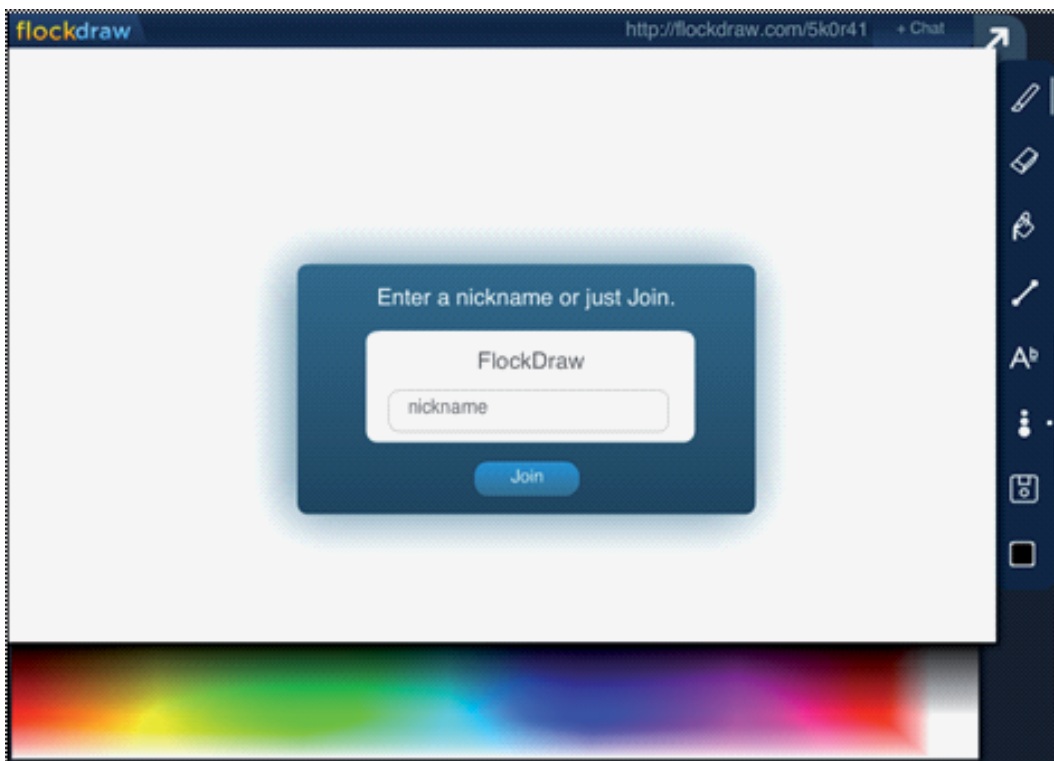 flockdraw
http://flockdraw.com/5k0r41
+ Chat
Enter a nickname or just Join.
FlockDraw
nickname
Join
A♭